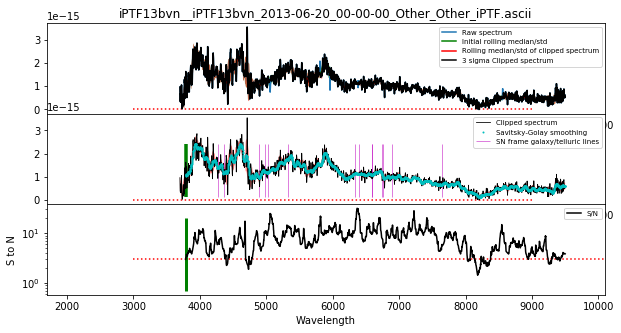 iPTF13bvn__iPTF13bvn_2013-06-20_00-00-00_Other_Other_iPTF.ascii
1e−15
3
2
1
0
Raw spectrum
Initial rolling median/std
Rolling median/std of clipped spectrum
3 sigma Clipped spectrum
1e−15
3
2
1
0
Clipped spectrum
Savitsky-Golay smoothing
SN frame galaxy/telluric lines
S to N
10¹
10⁰
S/N
2000 3000 4000 5000 6000 7000 8000 9000 10000
Wavelength